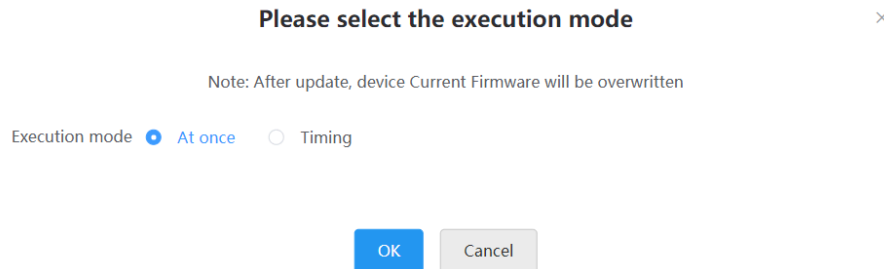 Please select the execution mode
Note: After update, device Current Firmware will be overwritten
Execution mode At once Timing
OK Cancel